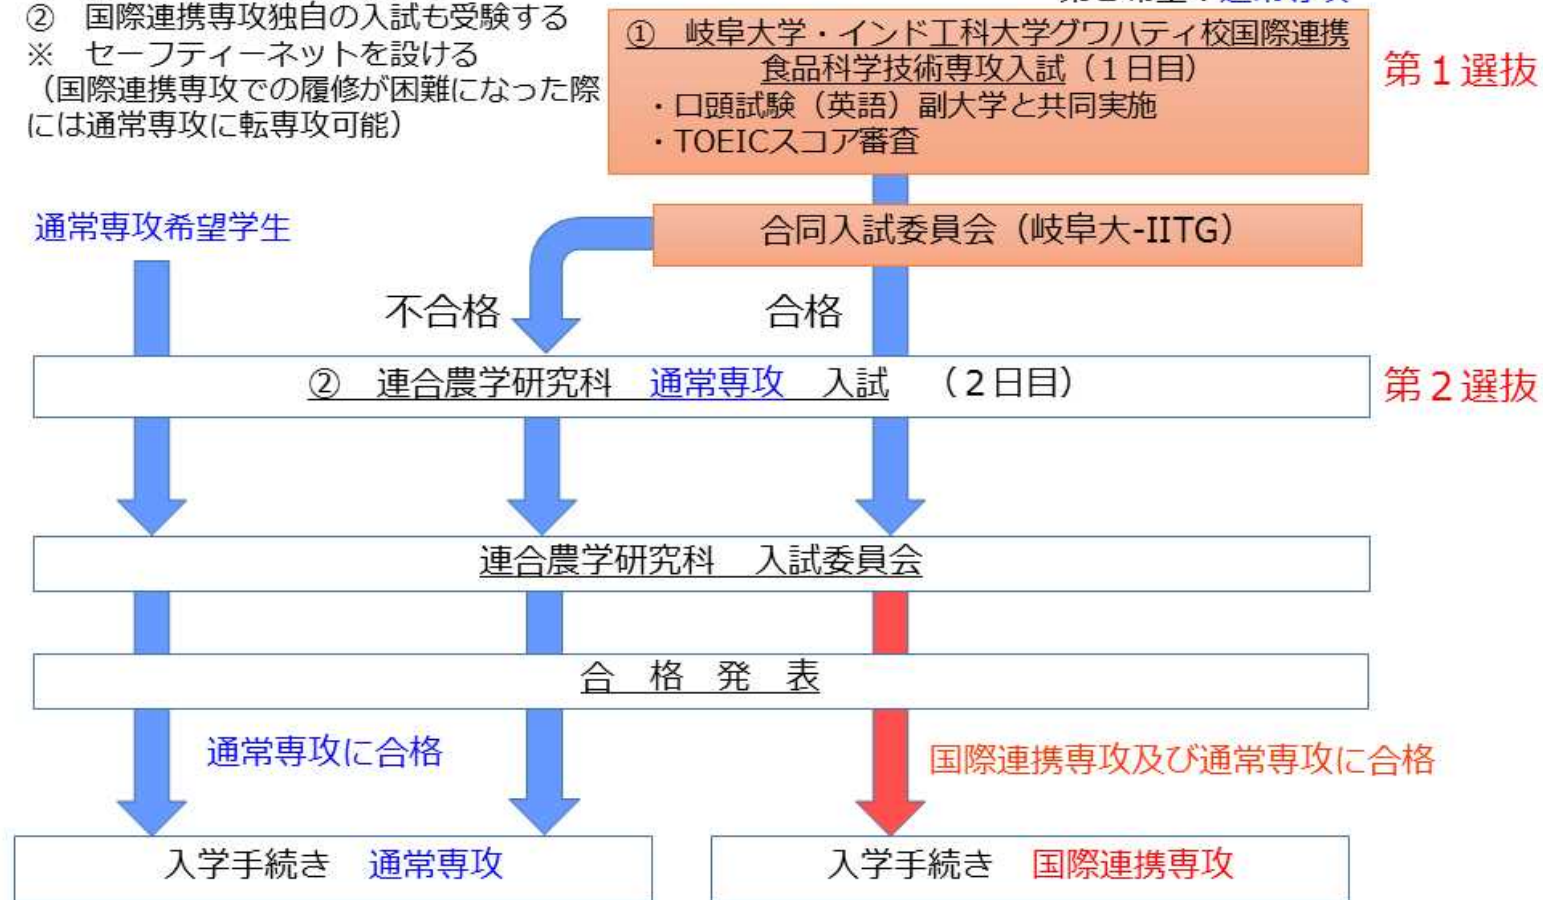 ② 国際連携専攻独自の入試も受験する
※ セーフティーネットを設ける
(国際連携専攻での履修が困難になった際
には通常専攻に転専攻可能)
① 岐阜大学・インド工科大学グワハティ校国際連携
食品科学技術専攻入試(1日目)
・口頭試験(英語)副大学と共同実施
・TOEICスコア審査
第1選抜
通常専攻希望学生
合同入試委員会(岐阜大-IITG)
不合格
合格
② 連合農学研究科 通常専攻 入試 (2日目)
第2選抜
連合農学研究科 入試委員会
合 格 発 表
通常専攻に合格
国際連携専攻及び通常専攻に合格
入学手続き 通常専攻
入学手続き 国際連携専攻